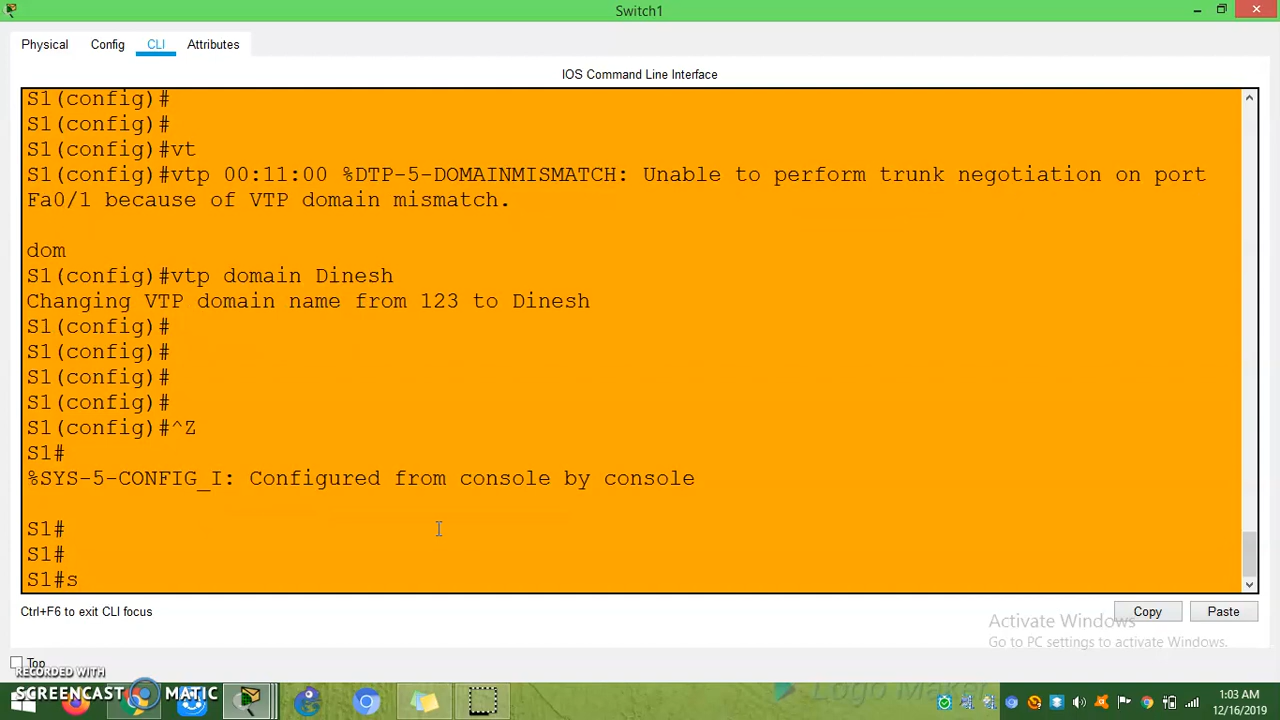 Switch1
Physical Config CLI Attributes
IOS Command Line Interface
S1(config)#
S1(config)#
S1(config)#vt
S1(config)#vtp 00:11:00 %DTP-5-DOMAINMISMATCH: Unable to perform trunk negotiation on port
Fa0/1 because of VTP domain mismatch.
dom
S1(config)#vtp domain Dinesh
Changing VTP domain name from 123 to Dinesh
S1(config)#
S1(config)#
S1(config)#
S1(config)#
S1(config)#^Z
S1#
%SYS-5-CONFIG_I: Configured from console by console
S1#
S1#
S1#s
Ctrl+F6 to exit CLI focus
Copy Paste
Activate Windows
Go to PC settings to activate Windows.
Top
RECORDED WITH
SCREENCAST MATIC
Logo Maker
1:03 AM
12/16/2019